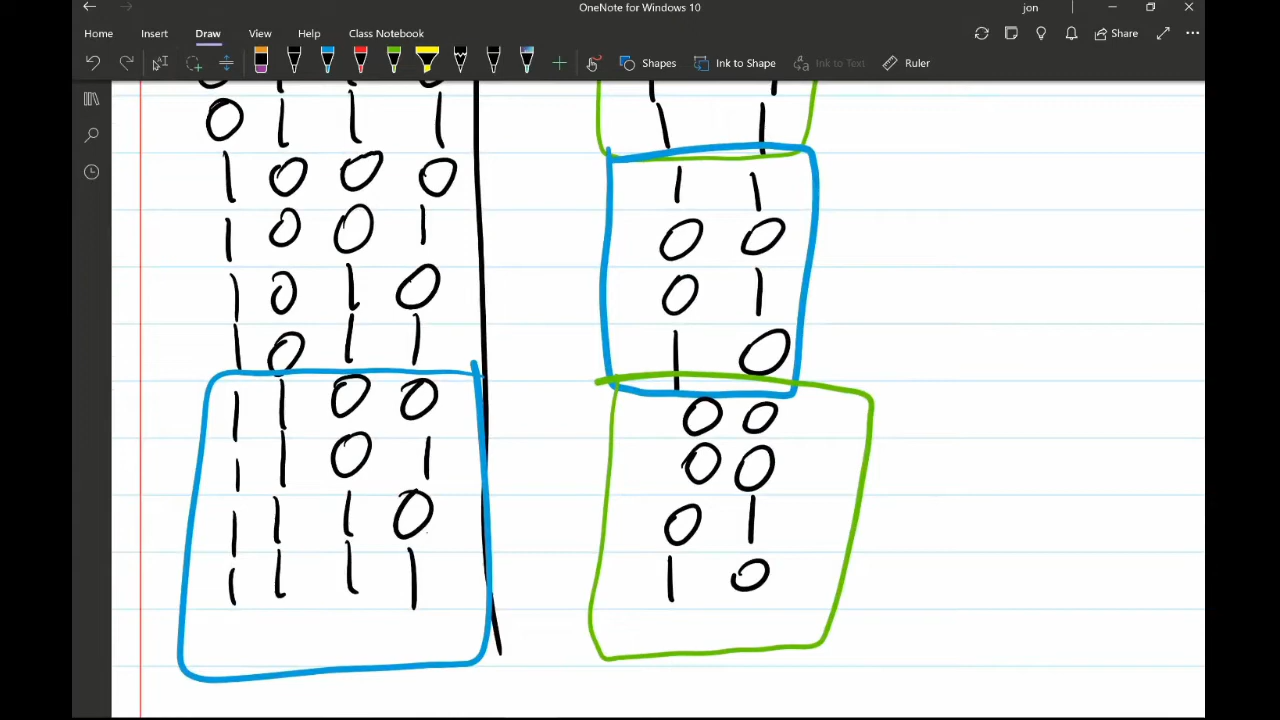 OneNote for Windows 10
jon
Home Insert Draw View Help Class Notebook
Share
Shapes Ink to Shape Ink to Text Ruler
0 1 1 1 1 1
1 0 0 0 1 1
1 0 0 1 0 0
1 0 1 0 0 1
1 0 1 1 1 0
1 1 0 0 0 0
1 1 0 1 0 0
1 1 1 0 0 1
1 1 1 1 1 0